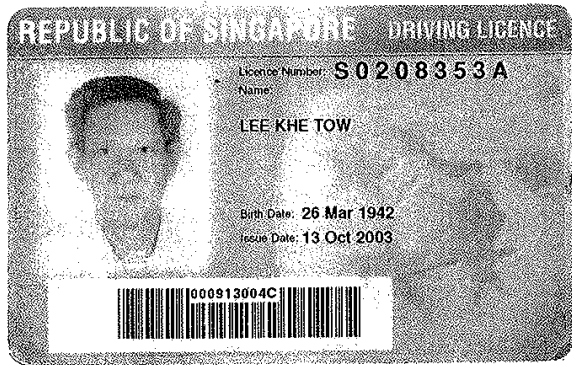 REPUBLIC OF SINGAPORE DRIVING LICENCE
Licence Number: S0208353A
Name:
LEE KHE TOW
Birth Date: 26 Mar 1942
Issue Date: 13 Oct 2003
000913004C